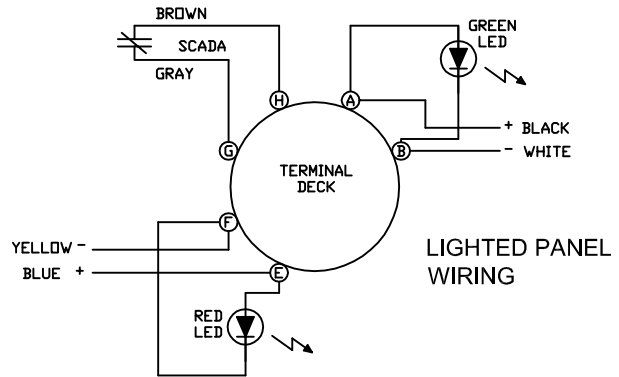 BROWN
SCADA
GRAY
GREEN
LED
H
A
+ BLACK
G
B
- WHITE
TERMINAL
DECK
F
YELLOW -
BLUE +
E
LIGHTED PANEL
WIRING
RED
LED